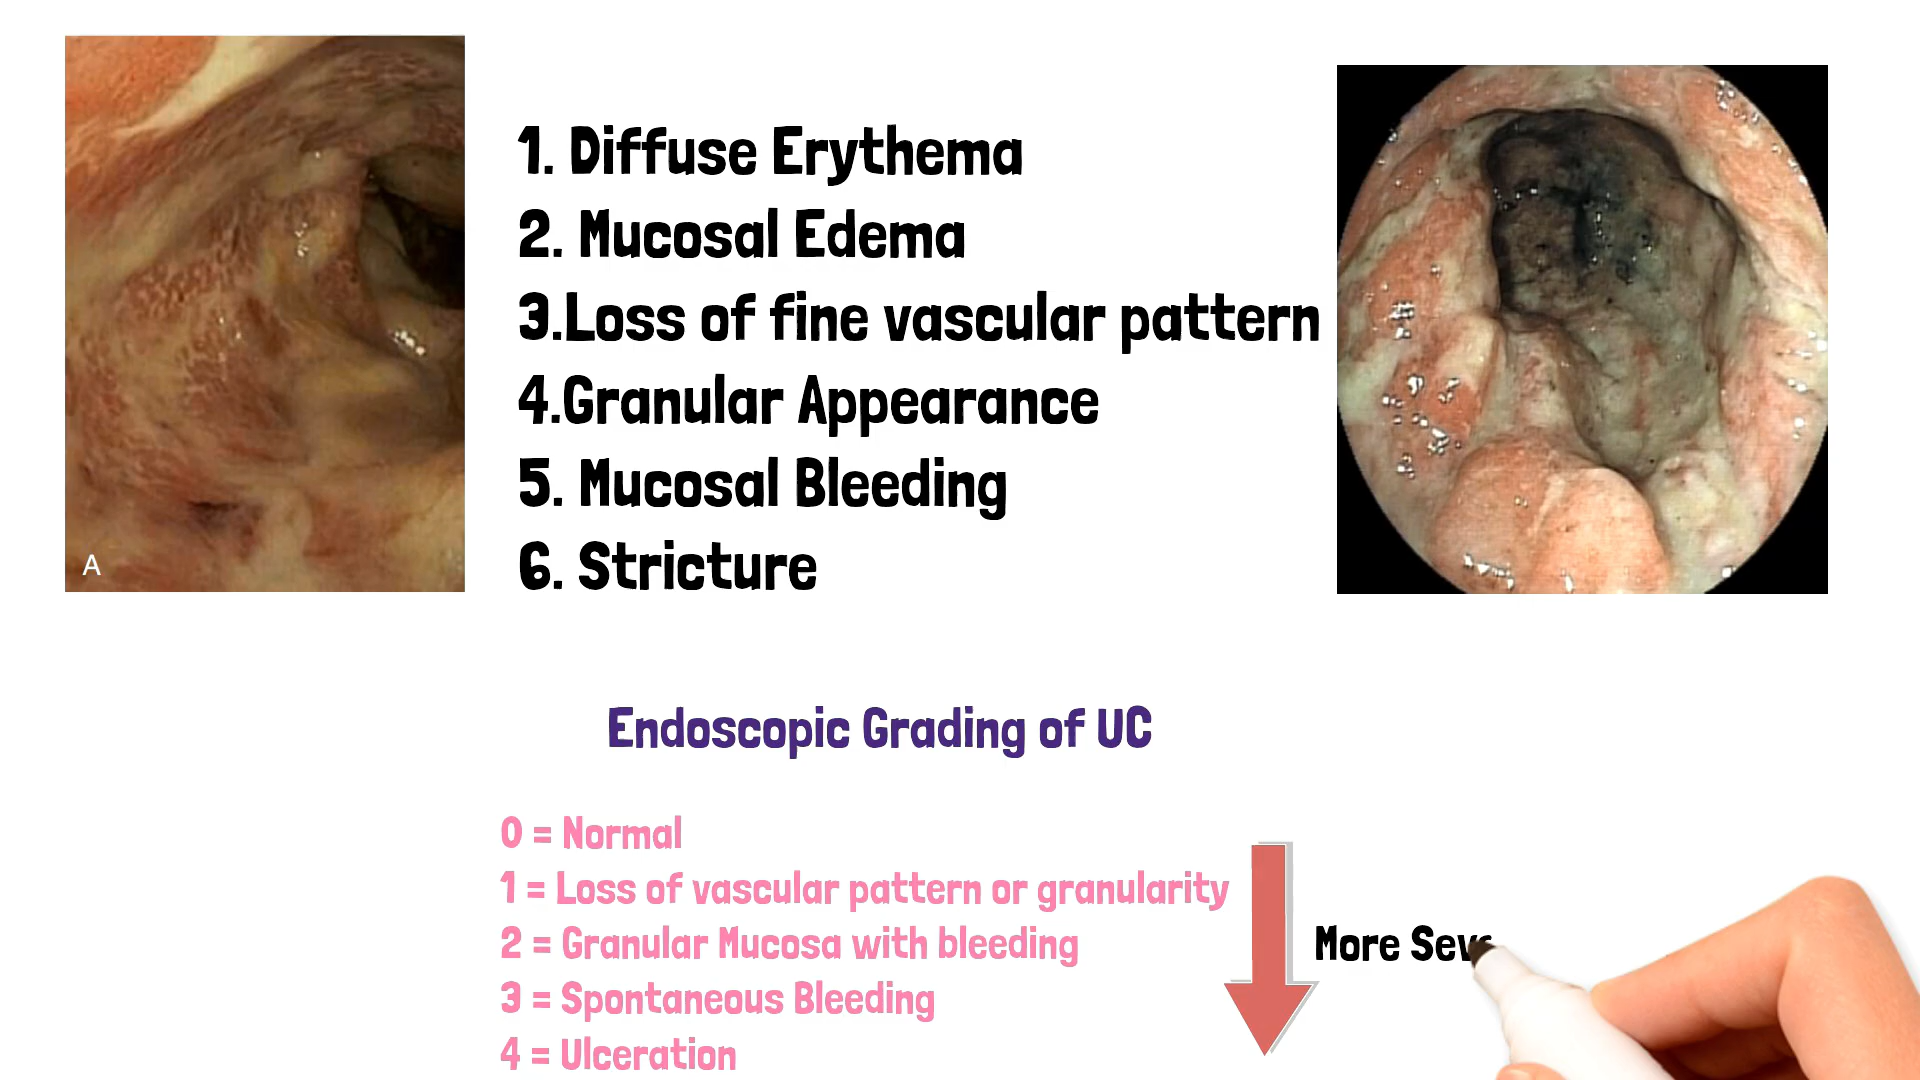 A
1. Diffuse Erythema
2. Mucosal Edema
3.Loss of fine vascular pattern
4.Granular Appearance
5. Mucosal Bleeding
6. Stricture
Endoscopic Grading of UC
0 = Normal
1 = Loss of vascular pattern or granularity
2 = Granular Mucosa with bleeding
3 = Spontaneous Bleeding
4 = Ulceration
More